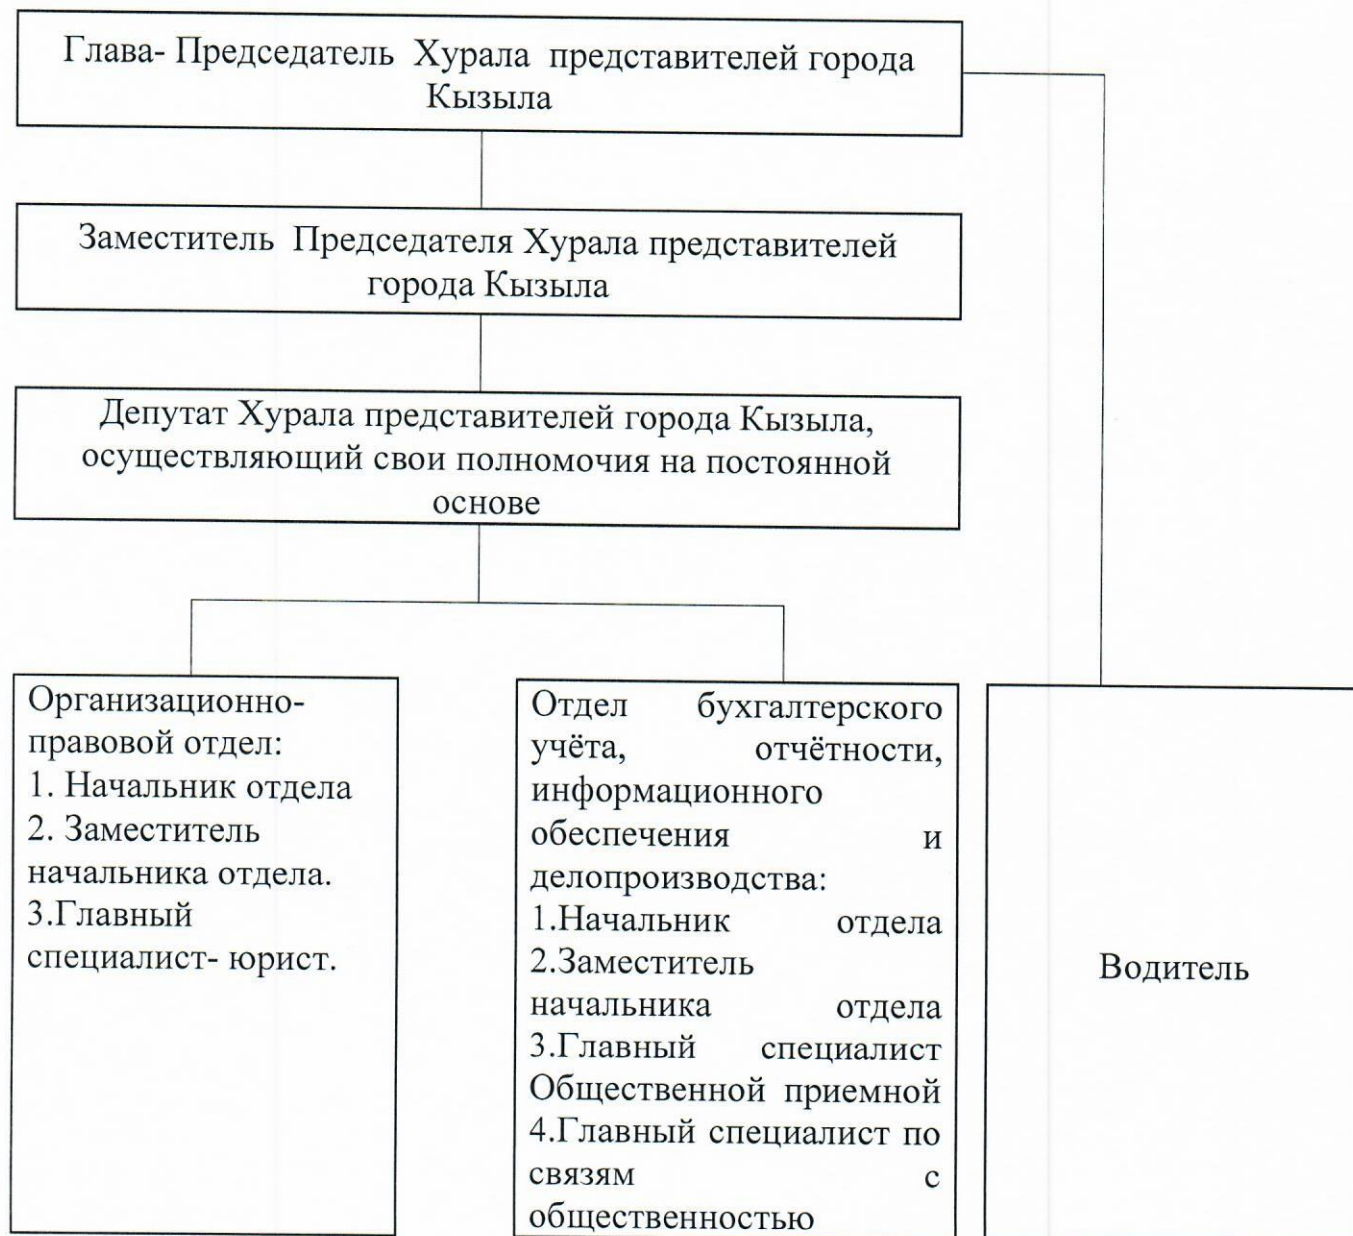 Глава- Председатель Хурала представителей города
Кызыла
Заместитель Председателя Хурала представителей
города Кызыла
Депутат Хурала представителей города Кызыла,
осуществляющий свои полномочия на постоянной
основе
Организационно-
правовой отдел:
1. Начальник отдела
2. Заместитель
начальника отдела.
3.Главный
специалист- юрист.
Отдел бухгалтерского
учёта, отчётности,
информационного
обеспечения и
делопроизводства:
1.Начальник отдела
2.Заместитель
начальника отдела
3.Главный специалист
Общественной приемной
4.Главный специалист по
связям с
общественностью
Водитель